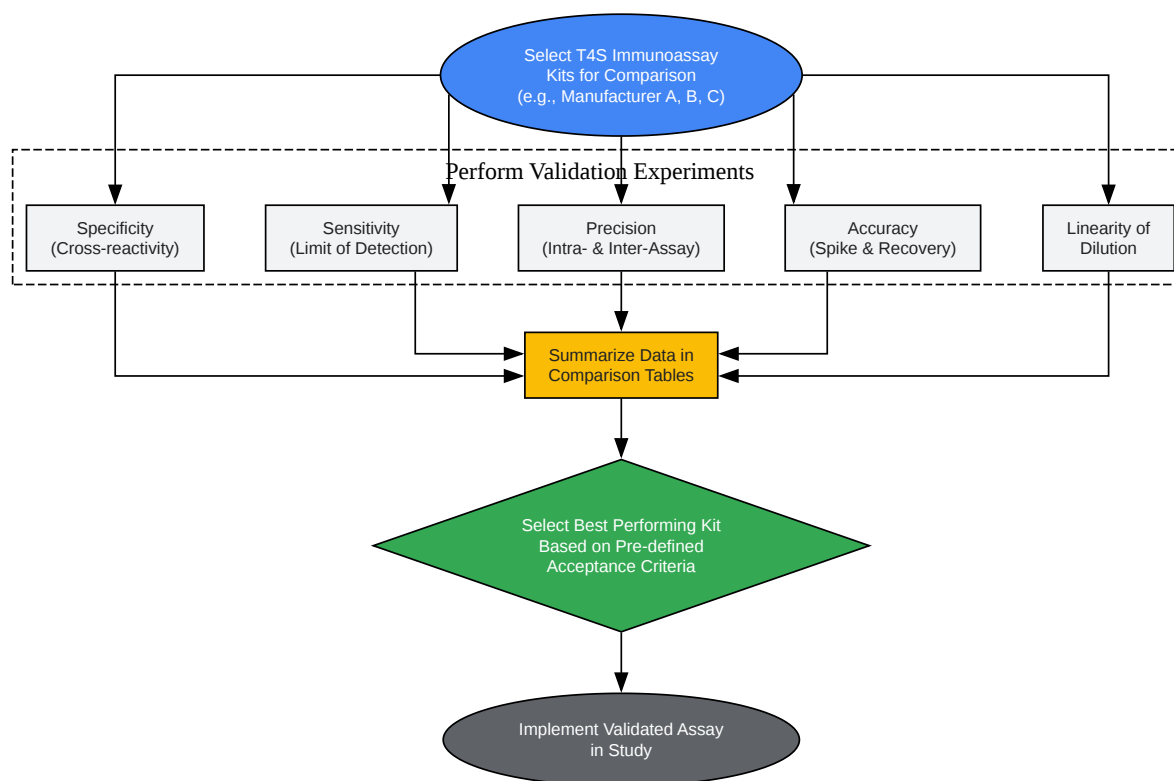 Select T4S Immunoassay
Kits for Comparison
(e.g., Manufacturer A, B, C)
Perform Validation Experiments
Specificity
(Cross-reactivity)
Sensitivity
(Limit of Detection)
Precision
(Intra- & Inter-Assay)
Accuracy
(Spike & Recovery)
Linearity of
Dilution
Summarize Data in
Comparison Tables
Select Best Performing Kit
Based on Pre-defined
Acceptance Criteria
Implement Validated Assay
in Study